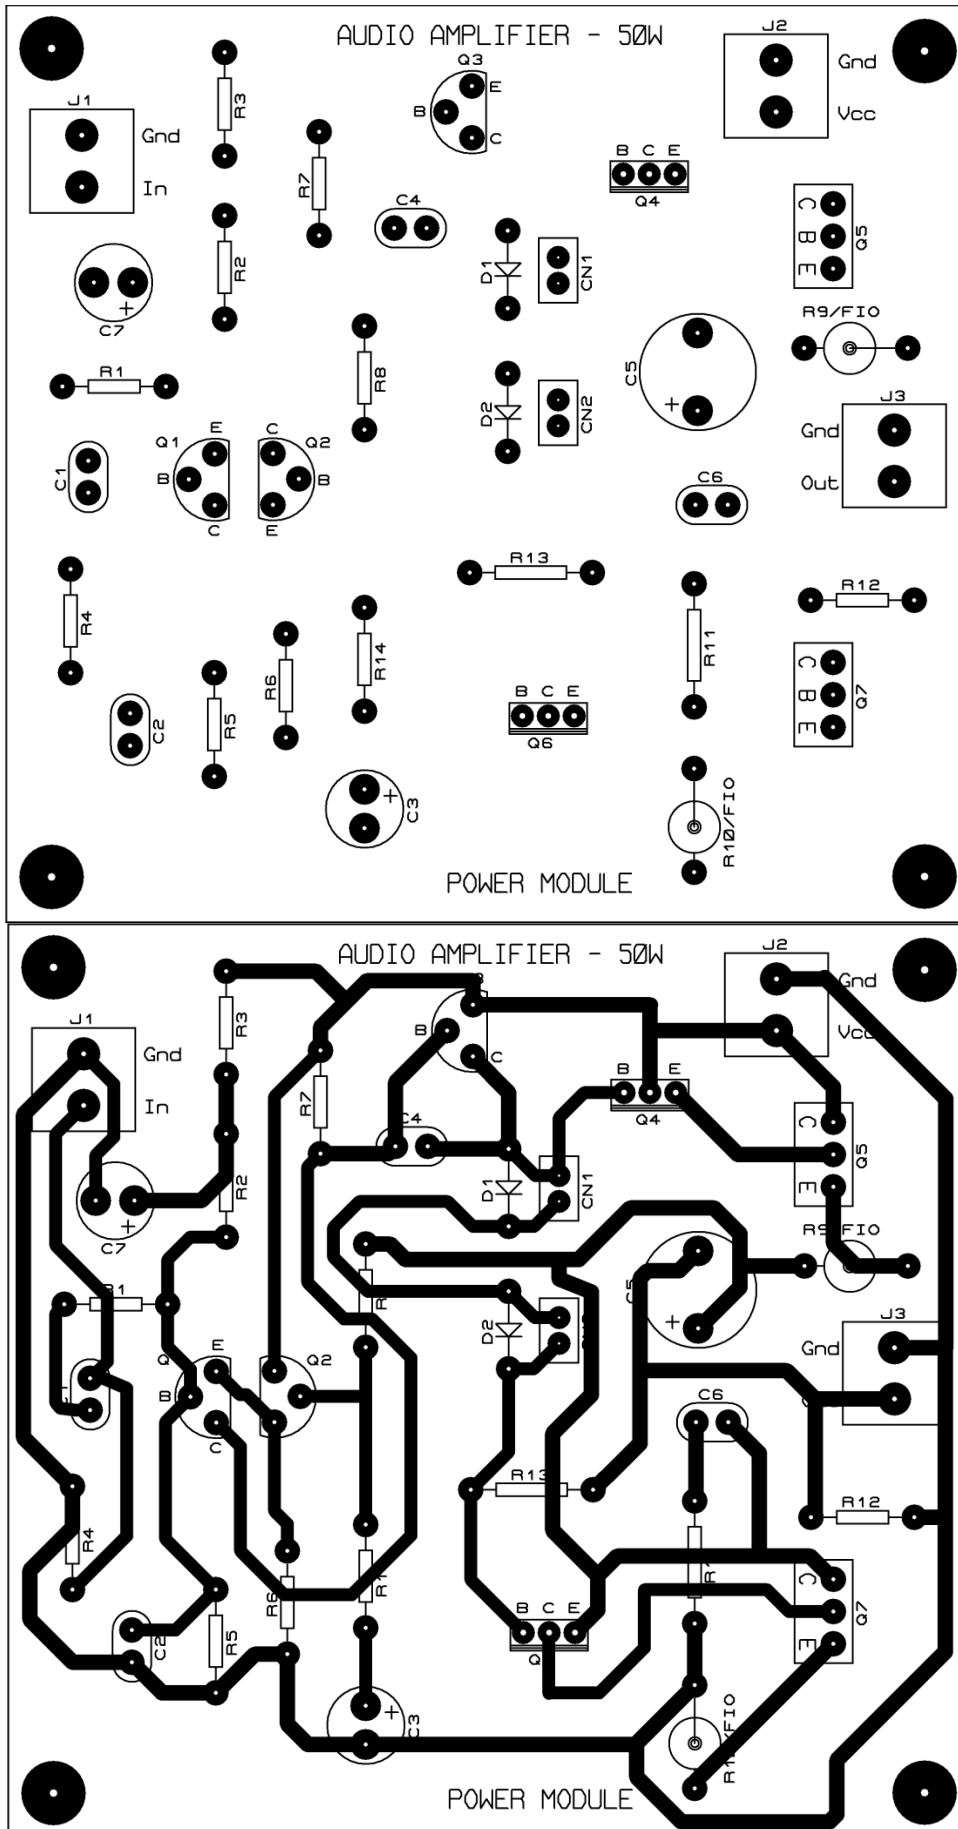 AUDIO AMPLIFIER - 50W
J2
Q3
E
B
C
Gnd
Vcc
J1
Gnd
In
R3
R7
B C E
Q4
C4
C
B
E
Q5
R2
C7
+
D1
CN1
R9/FIO
R1
R8
C5
+
D2
CN2
J3
Gnd
Out
Q1
E
B
C
C
Q2
B
E
C1
C6
R13
R12
R4
R6
R14
R11
C2
R5
B C E
Q6
C
B
E
Q7
+
C3
R10/FIO
POWER MODULE
AUDIO AMPLIFIER - 50W
J2
Gnd
Vcc
B
C
R3
J1
Gnd
In
R7
B C E
Q4
C4
C
E
Q5
R2
C7
+
D1
CN1
+
D2
J3
Gnd
E
B
C
Q2
B
C6
R13
R12
R4
R5
C2
B C E
C
E
Q7
+
C3
POWER MODULE